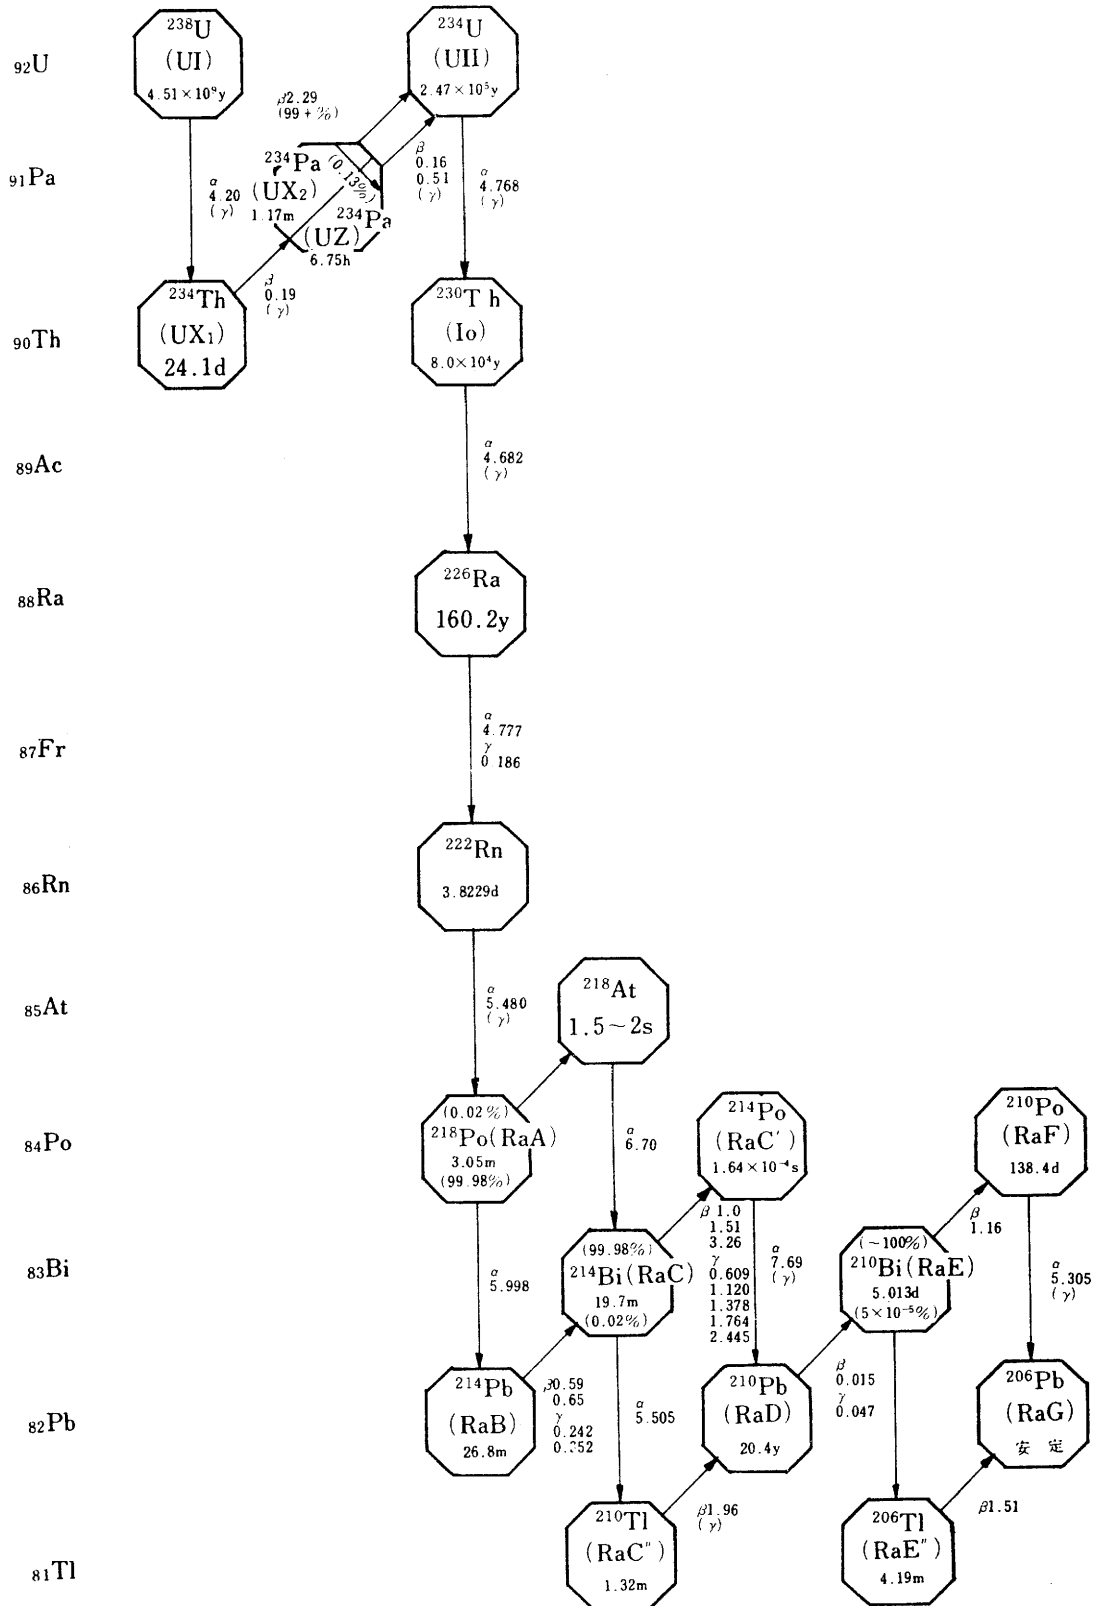 92U
238U
(UI)
4.51×10⁹y
234U
(UII)
2.47×10⁵y
β2.29
(99+%)
91Pa
α
4.20
(γ)
234Pa
(UX2)
1.17m
(0.13%)
234Pa
(UZ)
6.75h
β
0.16
0.51
(γ)
α
4.768
(γ)
90Th
234Th
(UX1)
24.1d
β
0.19
(γ)
230Th
(Io)
8.0×10⁴y
89Ac
α
4.682
(γ)
88Ra
226Ra
160.2y
87Fr
α
4.777
γ
0 186
86Rn
222Rn
3.8229d
85At
α
5.480
(γ)
218At
1.5~2s
84Po
(0.02%)
218Po(RaA)
3.05m
(99.98%)
α
6.70
214Po
(RaC′)
1.64×10⁻⁴s
210Po
(RaF)
138.4d
83Bi
α
5.998
(99.98%)
214Bi(RaC)
19.7m
(0.02%)
β 1.0
1.51
3.26
γ
0.609
1.120
1.378
1.764
2.445
α
7.69
(γ)
(~100%)
210Bi(RaE)
5.013d
(5×10⁻⁵%)
β
1.16
α
5.305
(γ)
82Pb
214Pb
(RaB)
26.8m
β0.59
0.65
γ
0.242
0.352
α
5.505
210Pb
(RaD)
20.4y
β
0.015
γ
0.047
206Pb
(RaG)
安 定
81Tl
210Tl
(RaC″)
1.32m
β1.96
(γ)
206Tl
(RaE″)
4.19m
β1.51